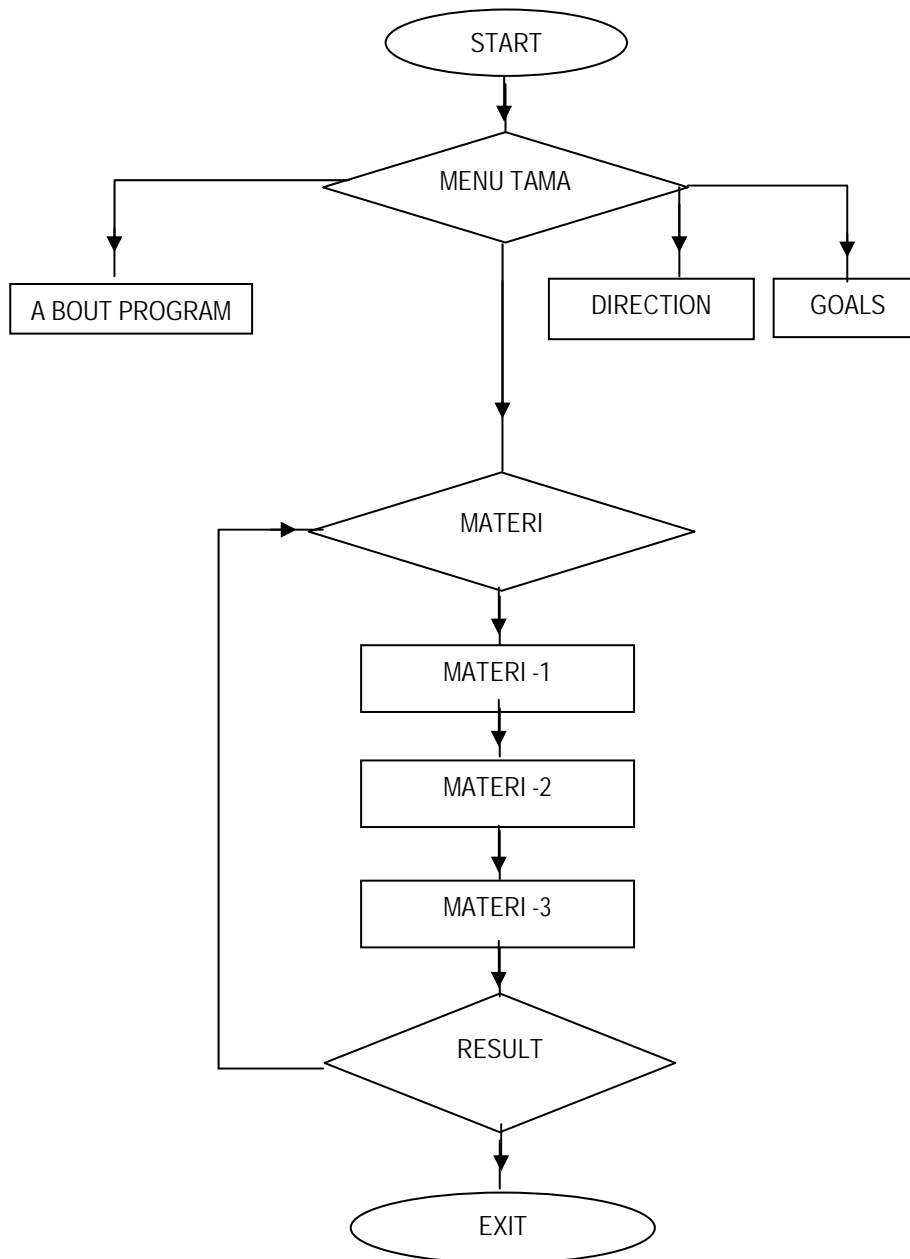 START
MENU TAMA
A BOUT PROGRAM
DIRECTION
GOALS
MATERI
MATERI -1
MATERI -2
MATERI -3
RESULT
EXIT